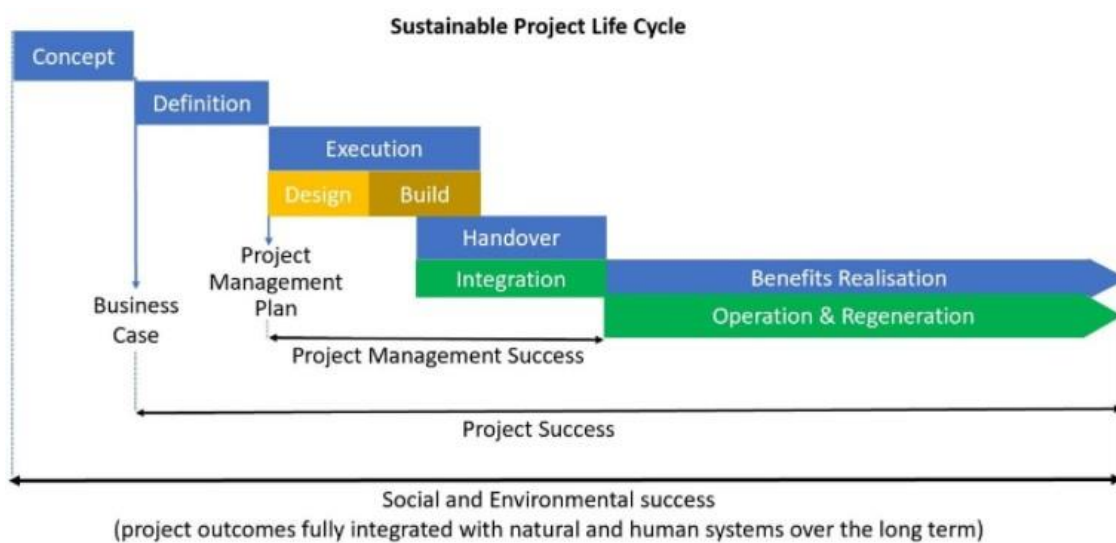 Sustainable Project Life Cycle
Concept
Definition
Execution
Design
Build
Handover
Project
Management
Plan
Integration
Benefits Realisation
Business
Case
Operation & Regeneration
Project Management Success
Project Success
Social and Environmental success
(project outcomes fully integrated with natural and human systems over the long term)